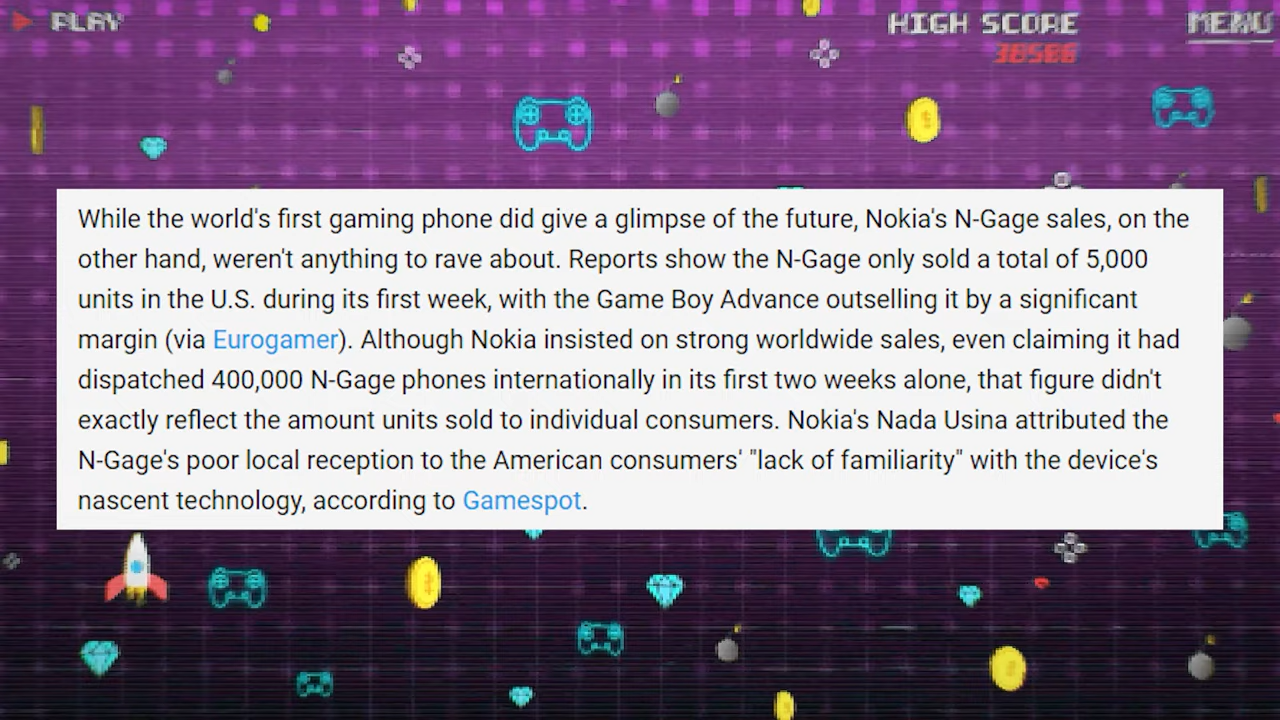 PLAY
HIGH SCORE
MENU
38586
While the world's first gaming phone did give a glimpse of the future, Nokia's N-Gage sales, on the
other hand, weren't anything to rave about. Reports show the N-Gage only sold a total of 5,000
units in the U.S. during its first week, with the Game Boy Advance outselling it by a significant
margin (via Eurogamer). Although Nokia insisted on strong worldwide sales, even claiming it had
dispatched 400,000 N-Gage phones internationally in its first two weeks alone, that figure didn't
exactly reflect the amount units sold to individual consumers. Nokia's Nada Usina attributed the
N-Gage's poor local reception to the American consumers' "lack of familiarity" with the device's
nascent technology, according to Gamespot.